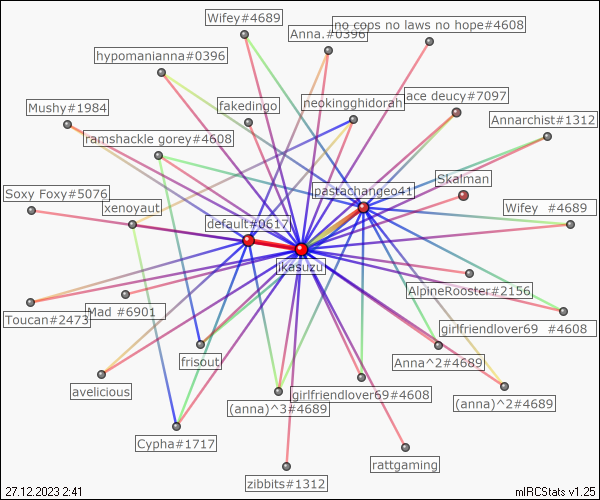 Wifey#4689
no cops no laws no hope#4608
Anna.#0396
hypomanianna#0396
fakedingo
neokingghidorah
ace deucy#7097
Mushy#1984
Annarchist#1312
ramshackle gorey#4608
Skalman
pastachangeo41
Soxy Foxy#5076
xenoyaut
Wifey #4689
default#0617
jkasuzu
AlpineRooster#2156
Toucan#2473
Mad #6901
girlfriendlover69 #4608
frisout
Anna^2#4689
avelicious
girlfriendlover69#4608
(anna)^3#4689
(anna)^2#4689
Cypha#1717
rattgaming
zibbits#1312
27.12.2023 2:41
mIRCStats v1.25